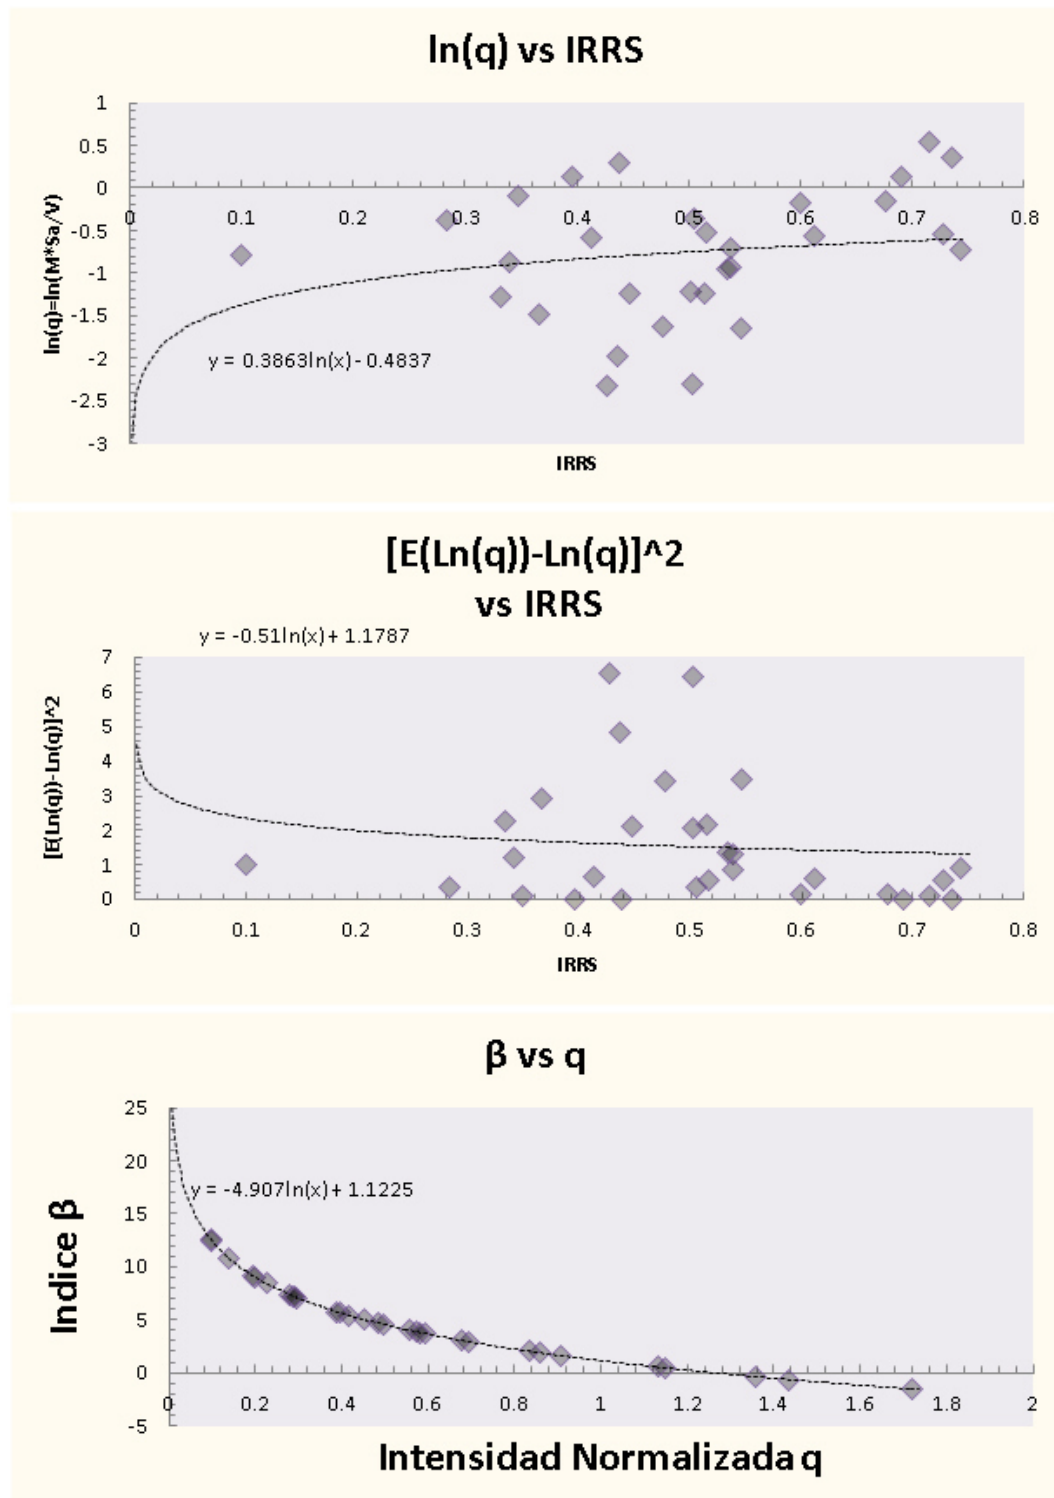 ln(q) vs IRRS
1
0.5
0
0 0.1 0.2 0.3 0.4 0.5 0.6 0.7 0.8
-0.5
-1
-1.5
y = 0.3863ln(x) - 0.4837
-2
-2.5
-3
ln(q)=ln(M*Sa/V)
IRRS
[E(Ln(q))-Ln(q)]^2
vs IRRS
y = -0.51ln(x) + 1.1787
7
6
5
4
3
2
1
0
[E(Ln(q))-Ln(q)]^2
0 0.1 0.2 0.3 0.4 0.5 0.6 0.7 0.8
IRRS
β vs q
25
20
y = -4.907ln(x) + 1.1225
15
10
5
0
-5
Indice β
0 0.2 0.4 0.6 0.8 1 1.2 1.4 1.6 1.8 2
Intensidad Normalizada q